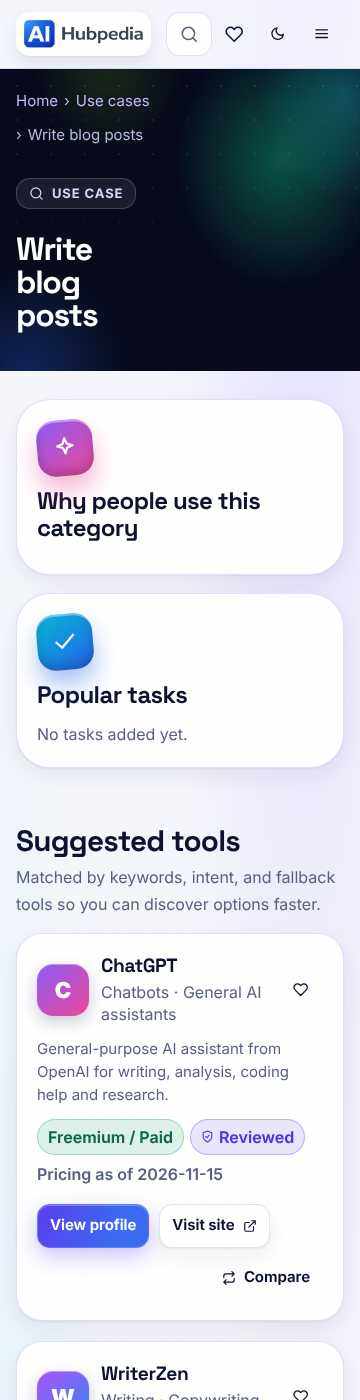 AI Hubpedia
Home › Use cases
› Write blog posts
USE CASE
Write
blog
posts
Why people use this
category
Popular tasks
No tasks added yet.
Suggested tools
Matched by keywords, intent, and fallback
tools so you can discover options faster.
C
ChatGPT
Chatbots · General AI
assistants
General-purpose AI assistant from
OpenAI for writing, analysis, coding
help and research.
Freemium / Paid
Reviewed
Pricing as of 2026-11-15
View profile
Visit site
Compare
W
WriterZen
Writing · Copywriting